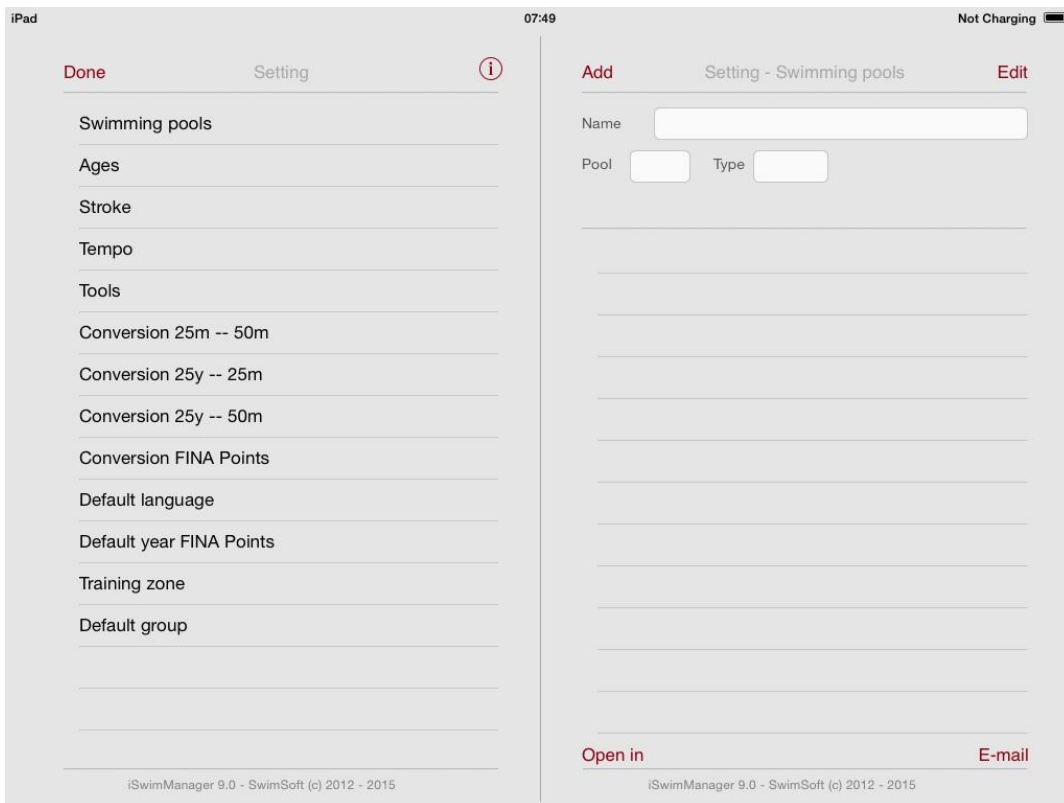 iPad 07:49 Not Charging
Done Setting i
Swimming pools
Ages
Stroke
Tempo
Tools
Conversion 25m -- 50m
Conversion 25y -- 25m
Conversion 25y -- 50m
Conversion FINA Points
Default language
Default year FINA Points
Training zone
Default group
iSwimManager 9.0 - SwimSoft (c) 2012 - 2015
Add Setting - Swimming pools Edit
Name
Pool Type
Open in E-mail
iSwimManager 9.0 - SwimSoft (c) 2012 - 2015